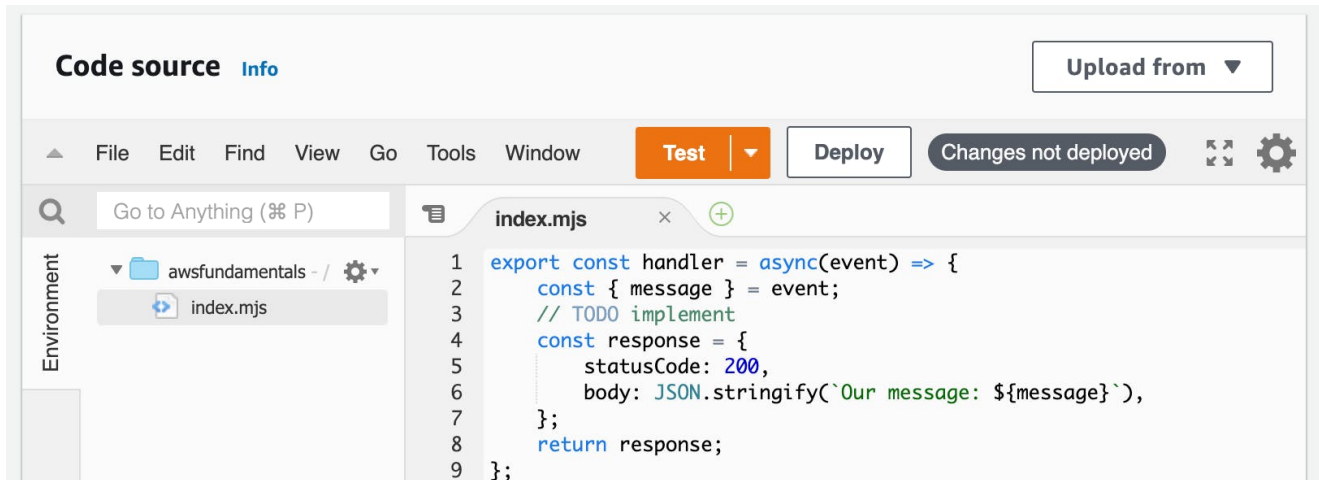 Code source Info
Upload from ▼
File Edit Find View Go Tools Window Test Deploy Changes not deployed
Go to Anything (⌘ P)
index.mjs ×
Environment
awsfundamentals - /
index.mjs
1 export const handler = async(event) => {
2     const { message } = event;
3     // TODO implement
4     const response = {
5         statusCode: 200,
6         body: JSON.stringify(`Our message: ${message}`),
7     };
8     return response;
9 };